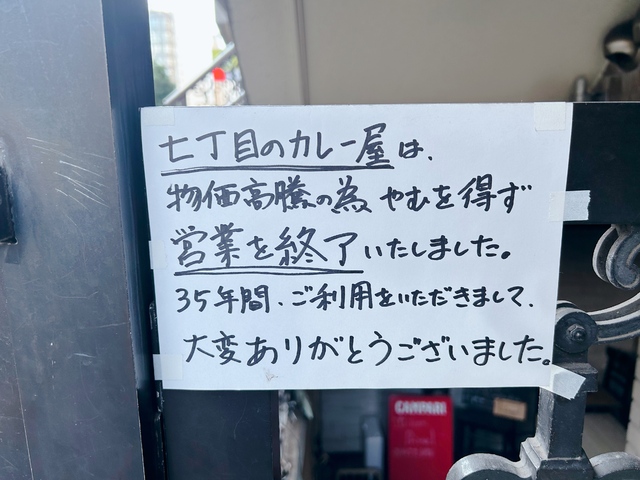 七丁目のカレー屋は、
物価高騰の為やむを得ず
営業を終了いたしました。
35年間、ご利用をいただきまして、
大変ありがとうございました。
CAMPARI